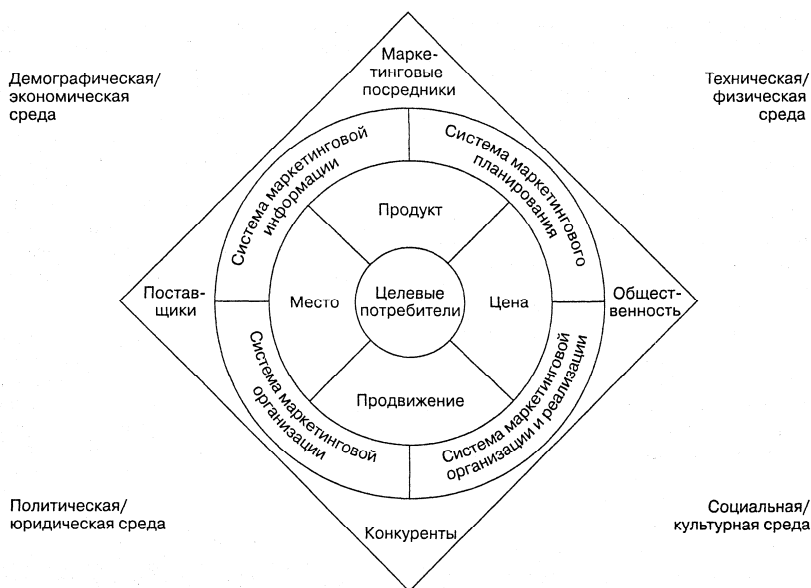 Марке-
тинговые
посредники
Демографическая/
экономическая
среда
Техническая/
физическая
среда
Система маркетинговой
информации
Система маркетингового
планирования
Продукт
Постав-
щики
Место
Целевые
потребители
Цена
Общест-
венность
Продвижение
Система маркетинговой
организации
Система маркетинговой
организации и реализации
Политическая/
юридическая среда
Конкуренты
Социальная/
культурная среда